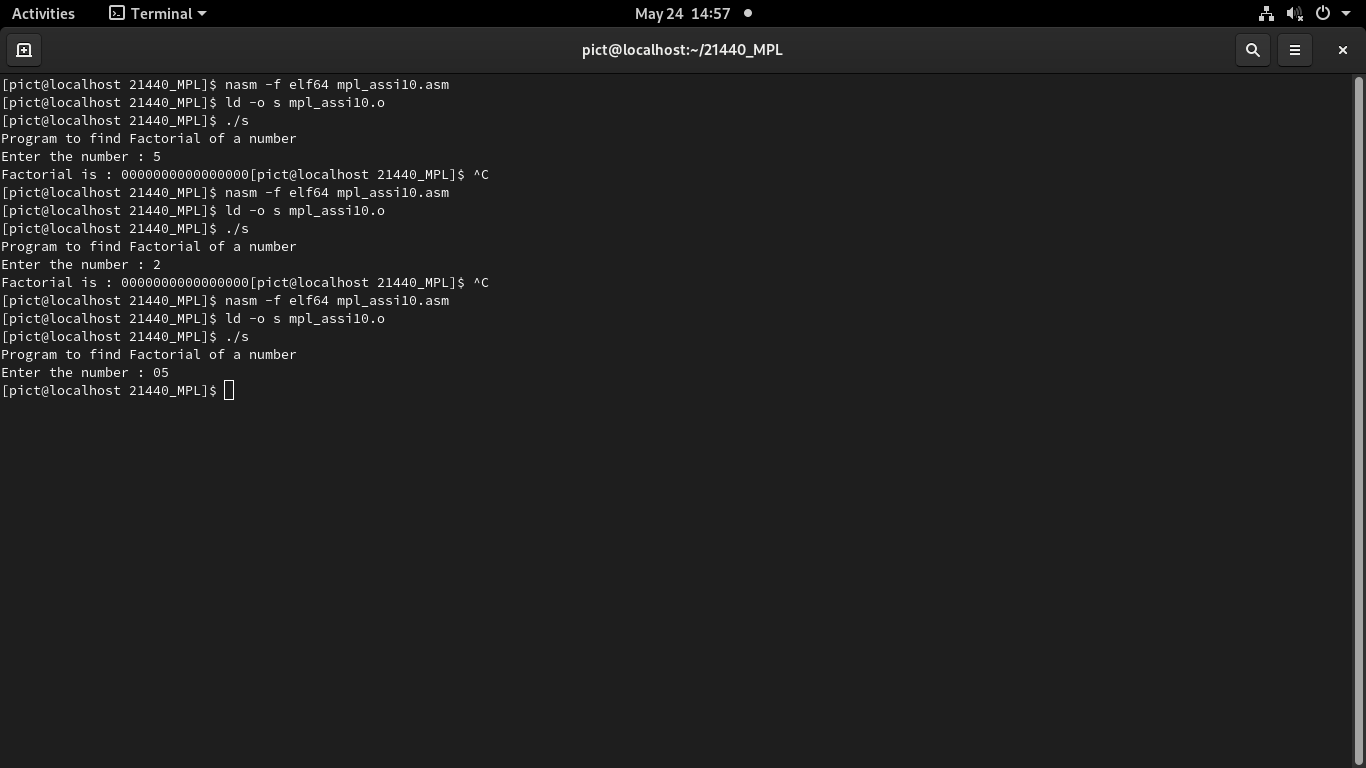 Activities Terminal May 24 14:57
pict@localhost:~/21440_MPL
[pict@localhost 21440_MPL]$ nasm -f elf64 mpl_assi10.asm
[pict@localhost 21440_MPL]$ ld -o s mpl_assi10.o
[pict@localhost 21440_MPL]$ ./s
Program to find Factorial of a number
Enter the number : 5
Factorial is : 0000000000000000[pict@localhost 21440_MPL]$ ^C
[pict@localhost 21440_MPL]$ nasm -f elf64 mpl_assi10.asm
[pict@localhost 21440_MPL]$ ld -o s mpl_assi10.o
[pict@localhost 21440_MPL]$ ./s
Program to find Factorial of a number
Enter the number : 2
Factorial is : 0000000000000000[pict@localhost 21440_MPL]$ ^C
[pict@localhost 21440_MPL]$ nasm -f elf64 mpl_assi10.asm
[pict@localhost 21440_MPL]$ ld -o s mpl_assi10.o
[pict@localhost 21440_MPL]$ ./s
Program to find Factorial of a number
Enter the number : 05
[pict@localhost 21440_MPL]$